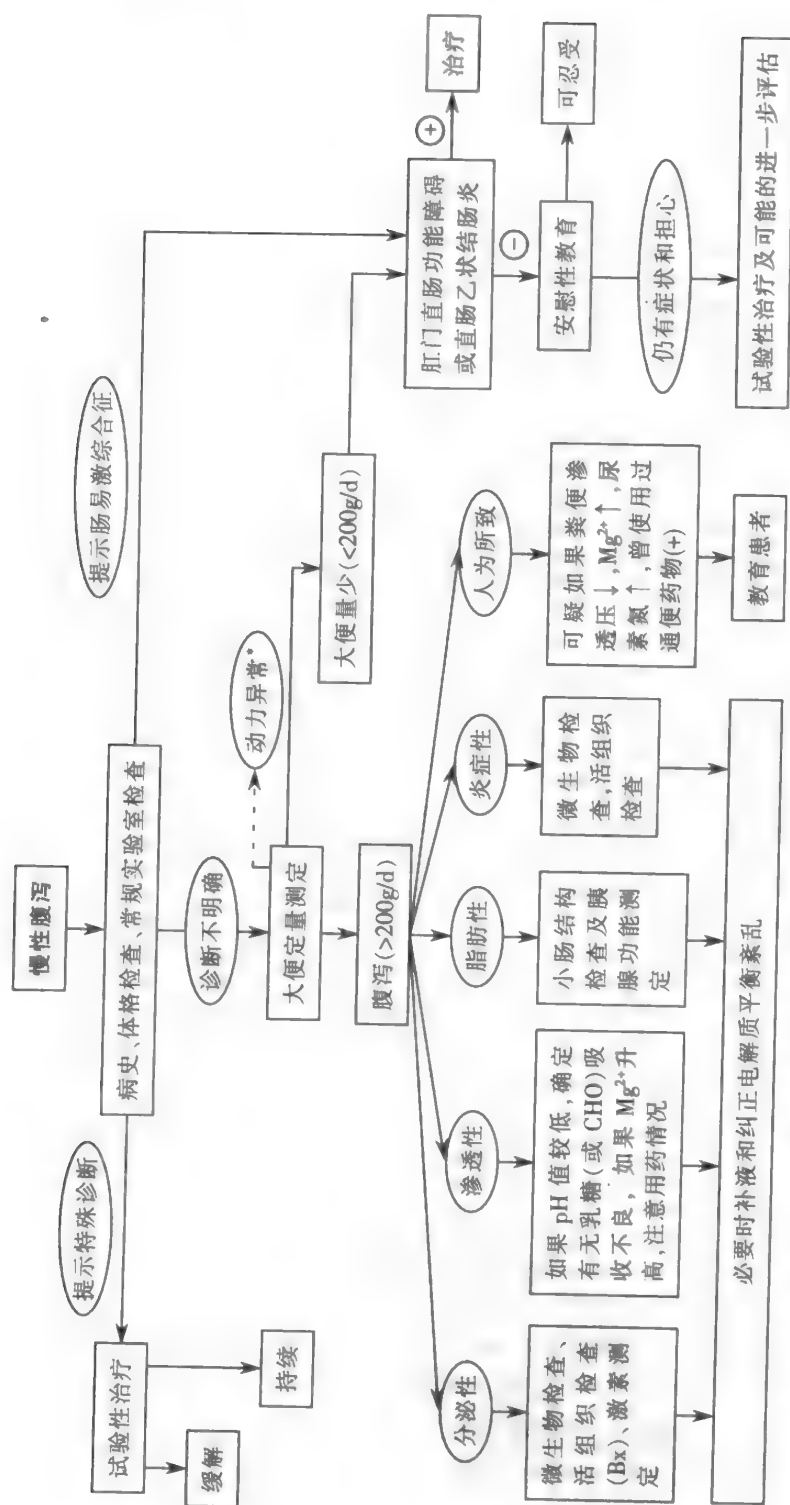 慢性腹泻
病史、体格检查、常规实验室检查
提示特殊诊断
诊断不明确
提示肠易激综合征
试验性治疗
缓解
持续
大便定量测定
动力异常*
大便量少(<200g/d)
腹泻(>200g/d)
肛门直肠功能障碍
或直肠乙状结肠炎
+
治疗
−
安慰性教育
可忍受
仍有症状和担心
试验性治疗及可能的进一步评估
分泌性
渗透性
脂肪性
炎症性
人为所致
微生物检查、
活组织检查
(Bx)、激素测
定
如果 pH 值较低,确定
有无乳糖(或 CHO)吸
收不良，如果 Mg²⁺升
高,注意用药情况
小肠结构
检查及胰
腺功能测
定
微生物检
查,活组织
检查
可疑如果粪便渗
透压↓,Mg²⁺↑,尿
素氮↑,曾使用过
通便药物(+)
教育患者
必要时补液和纠正电解质平衡紊乱